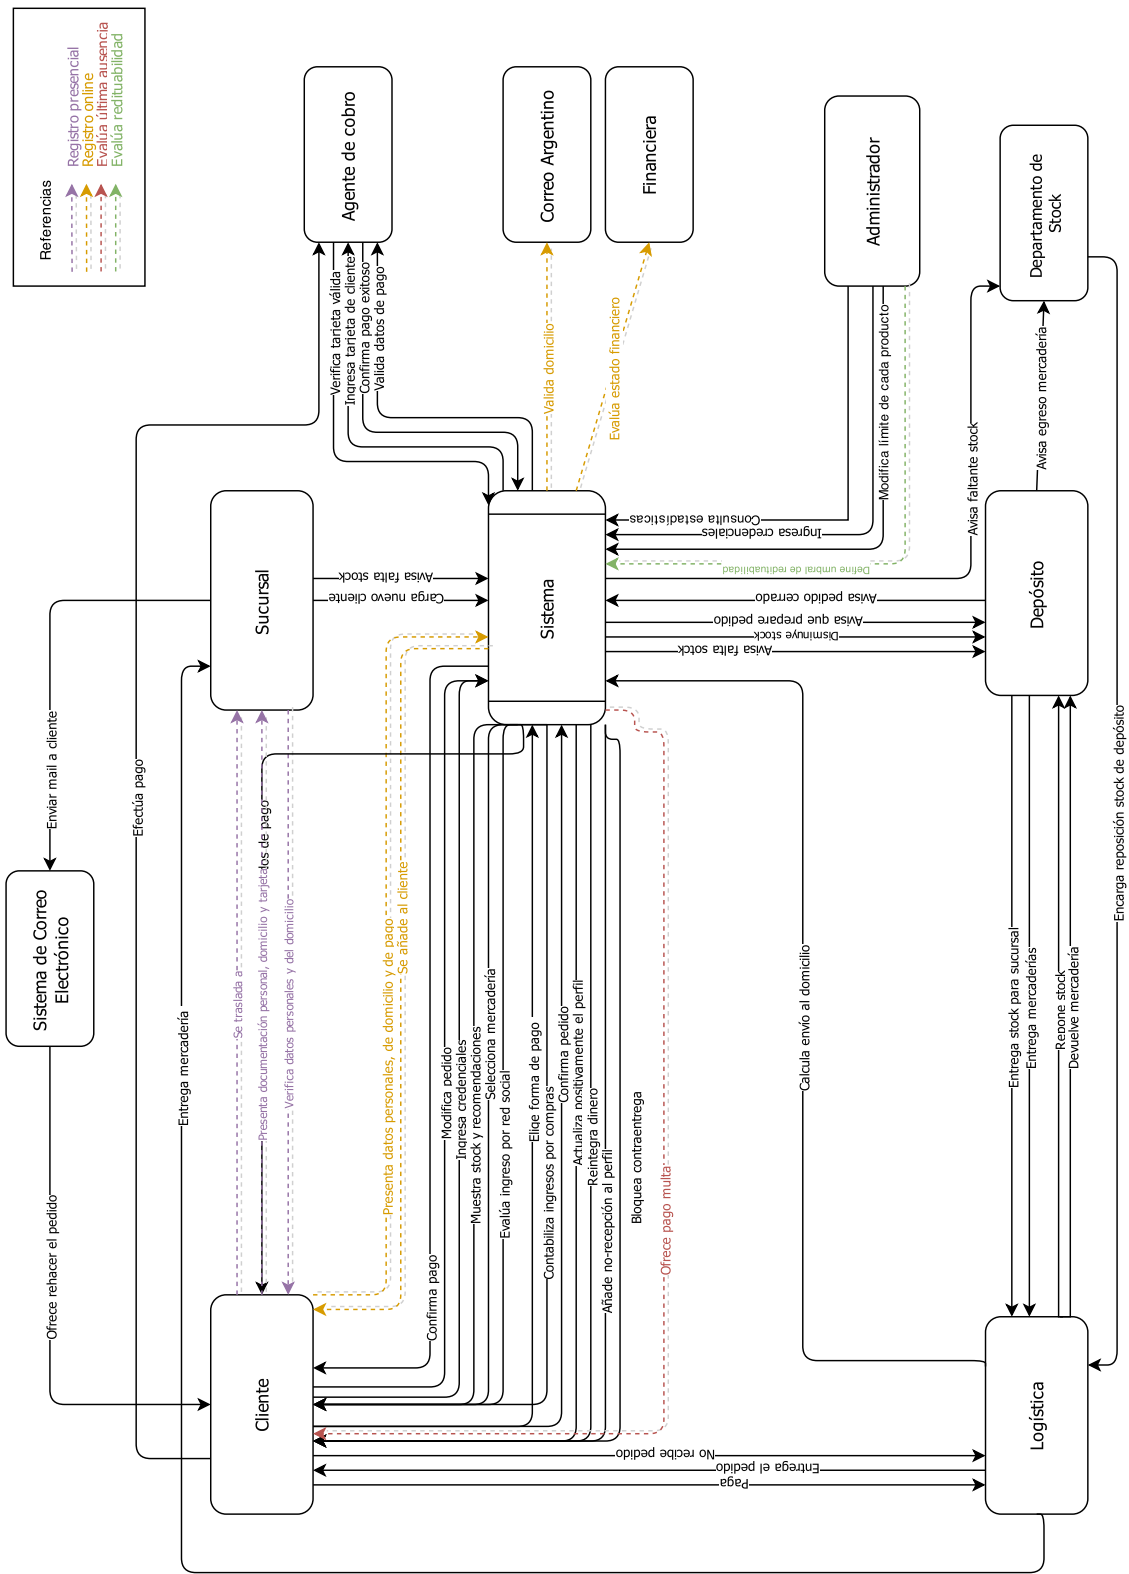 Referencias
Registro presencial
Registro online
Evalúa última ausencia
Evalúa redituabilidad
Agente de cobro
Correo Argentino
Financiera
Administrador
Departamento de
Stock
Verifica tarjeta válida
Ingresa tarjeta de cliente
Confirma pago exitoso
Valida datos de pago
Valida domicilio
Evalúa estado financiero
Modifica límite de cada producto
Avisa faltante stock
Avisa egreso mercadería
Sucursal
Sistema
Depósito
Consulta estadísticas
Ingresa credenciales
Define umbral de redituabilidad
Avisa falta stock
Carga nuevo cliente
Avisa pedido cerrado
Avisa que prepare pedido
Disminuye stock
Avisa falta sotck
Enviar mail a cliente
Efectúa pago
Sistema de Correo
Electrónico
Entrega mercadería
Se traslada a
Presenta documentación personal, domicilio y tarjeta
los de pago
Verifica datos personales y del domicilio
Presenta datos personales, de domicilio y de pago
Se añade al cliente
Confirma pago
Modifica pedido
Ingresa credenciales
Muestra stock y recomendaciones
Selecciona mercadería
Evalúa ingreso por red social
Elige forma de pago
Contabiliza ingresos por compras
Confirma pedido
Actualiza positivamente el perfil
Reintegra dinero
Añade no-recepción al perfil
Bloquea contraentrega
Ofrece pago multa
Calcula envío al domicilio
Entrega stock para sucursal
Entrega mercaderías
Repone stock
Devuelve mercadería
Encarga reposición stock de depósito
Ofrece rehacer el pedido
Cliente
Logística
No recibe pedido
Entrega el pedido
Paga